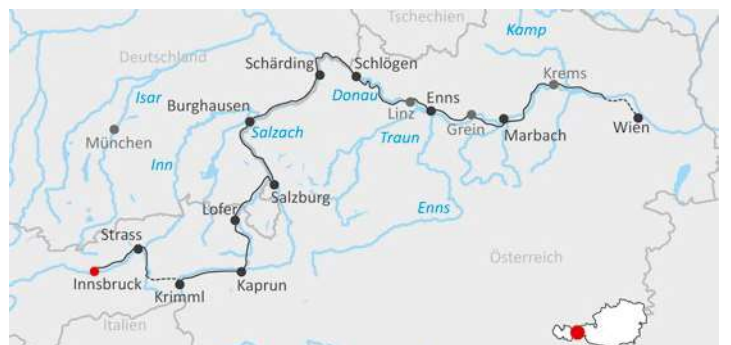 Tschechien
Kamp
Deutschland
Schärding
Schlögen
Krems
Isar
Donau
Enns
Burghausen
Linz
Salzach
Grein
Marbach
Wien
München
Traun
Inn
Salzburg
Lofer
Enns
Strass
Österreich
Innsbruck
Kaprun
Krimml
Italien